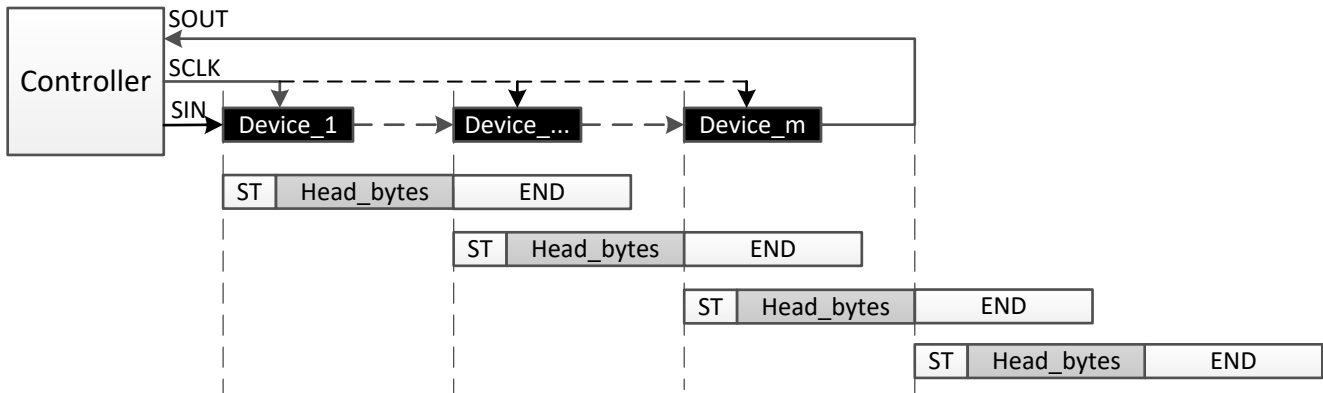 SOUT
SCLK
Controller
SIN
Device_1
Device_...
Device_m
ST Head_bytes END
ST Head_bytes END
ST Head_bytes END
ST Head_bytes END